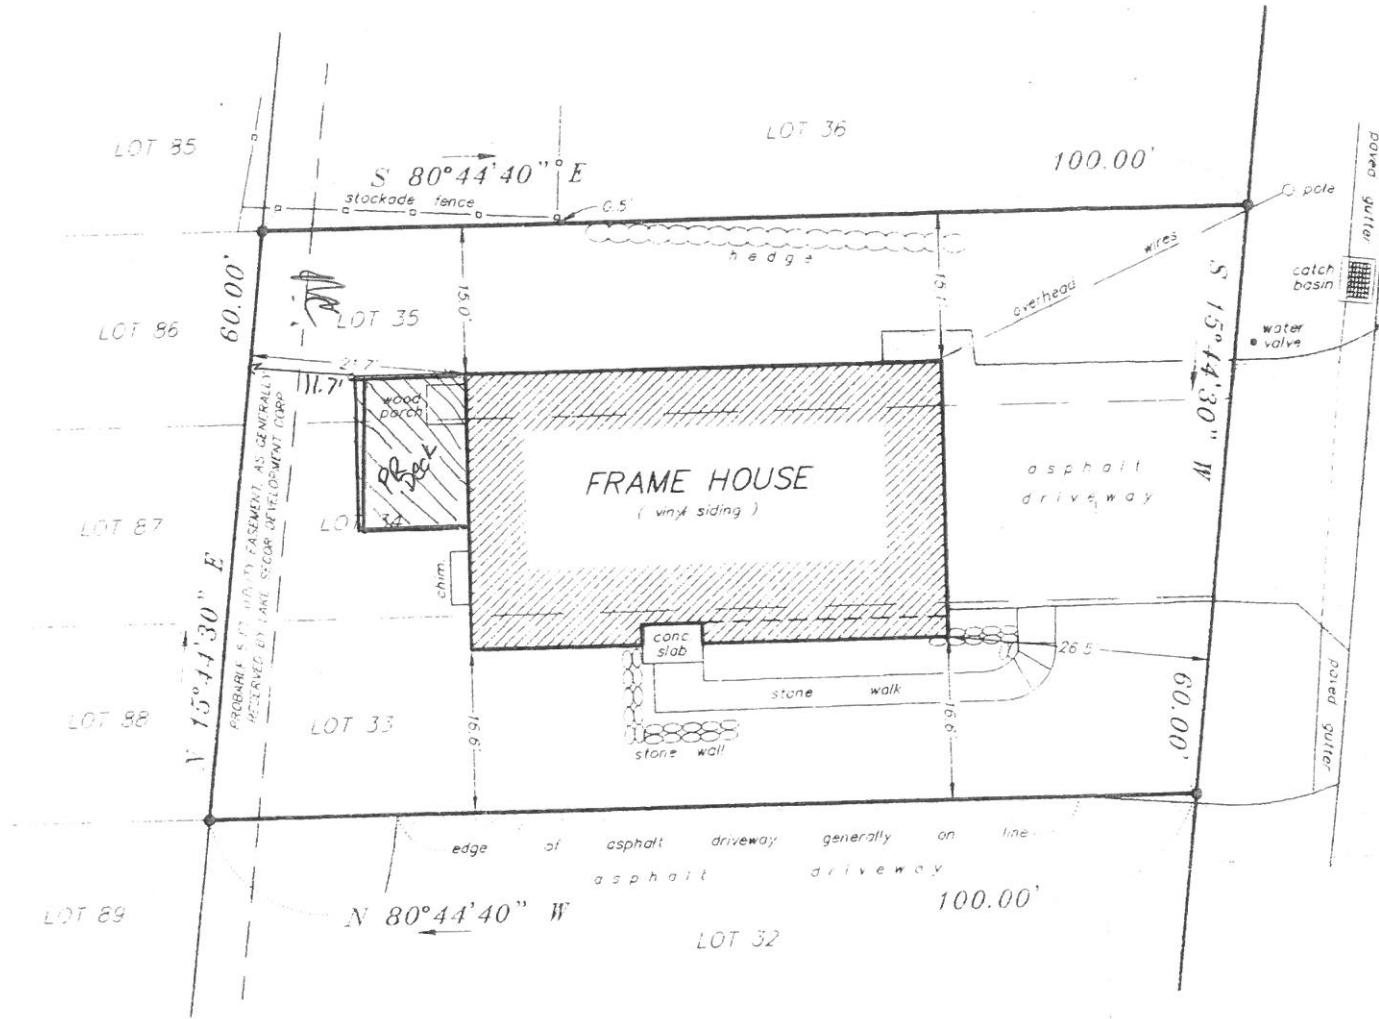 LOT 85
LOT 36
S 80°44'40" E
100.00'
stockade fence
0.5'
pole
paved gutter
hedge
wires
overhead
catch
basin
60.00'
S 15°44'30" W
15.0'
15.1'
LOT 86
LOT 35
water
valve
21.7'
11.7'
wood
porch
PR
DECK
FRAME HOUSE
( vinyl siding )
asphalt
driveway
LOT 87
LOT 34
chim.
conc
slab
26.5
stone walk
N 15°44'30" E
PROBABLE 5 FT UTILITY EASEMENT, AS GENERALLY
RESERVED BY LAKE SECOR DEVELOPMENT CORP.
LOT 88
LOT 33
16.6'
16.6'
stone wall
60.00'
paved gutter
edge of asphalt driveway generally on line
asphalt driveway
LOT 89
N 80°44'40" W
100.00'
LOT 32